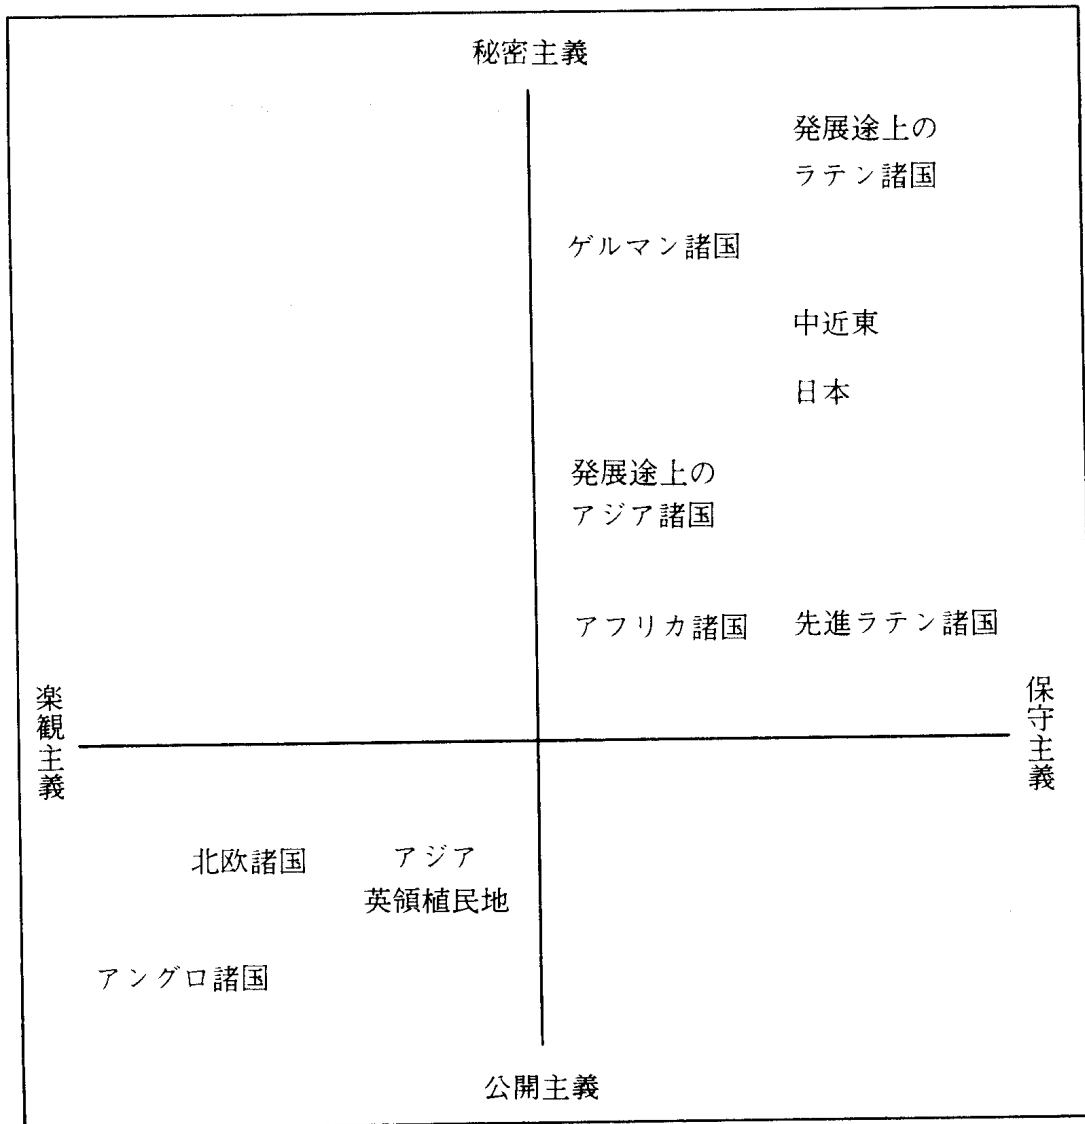 秘密主義
発展途上の
ラテン諸国
ゲルマン諸国
中近東
日本
発展途上の
アジア諸国
アフリカ諸国
先進ラテン諸国
楽観主義
保守主義
北欧諸国
アジア
英領植民地
アングロ諸国
公開主義